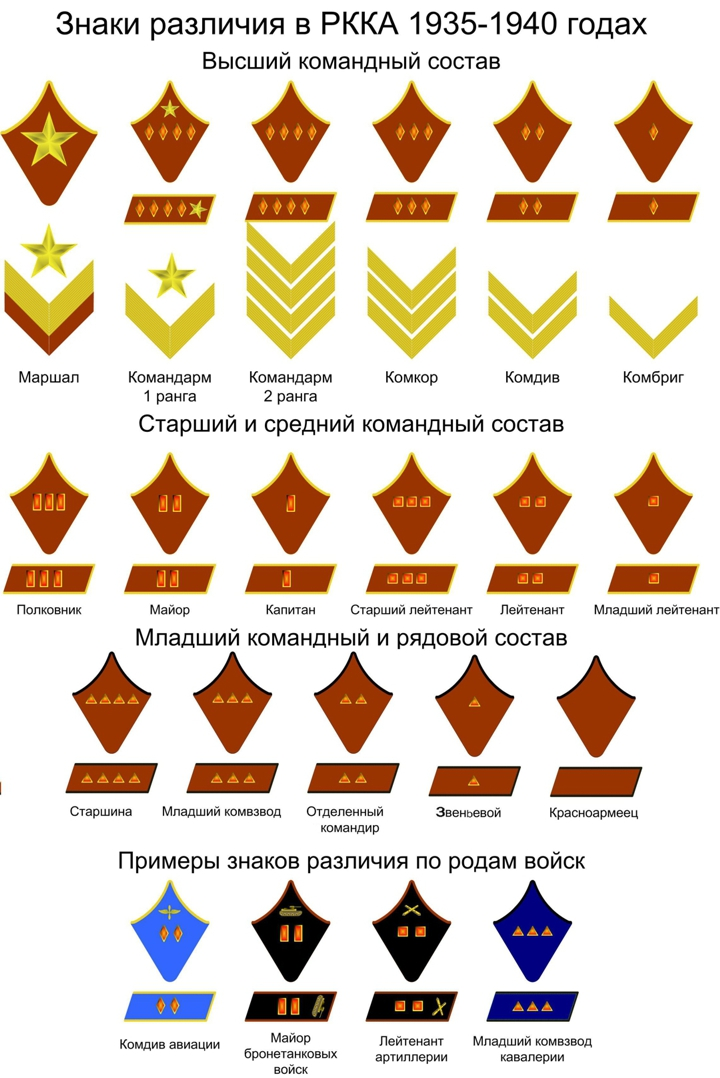 Знаки различия в РККА 1935-1940 годах
Высший командный состав
Маршал Командарм Командарм Комкор Комдив Комбриг
1 ранга 2 ранга
Старший и средний командный состав
Полковник Майор Капитан Старший лейтенант Лейтенант Младший лейтенант
Младший командный и рядовой состав
Старшина Младший комвзвод Отделенный Звеньевой Красноармеец
командир
Примеры знаков различия по родам войск
Комдив авиации Майор Лейтенант Младший комвзвод
бронетанковых артиллерии кавалерии
войск